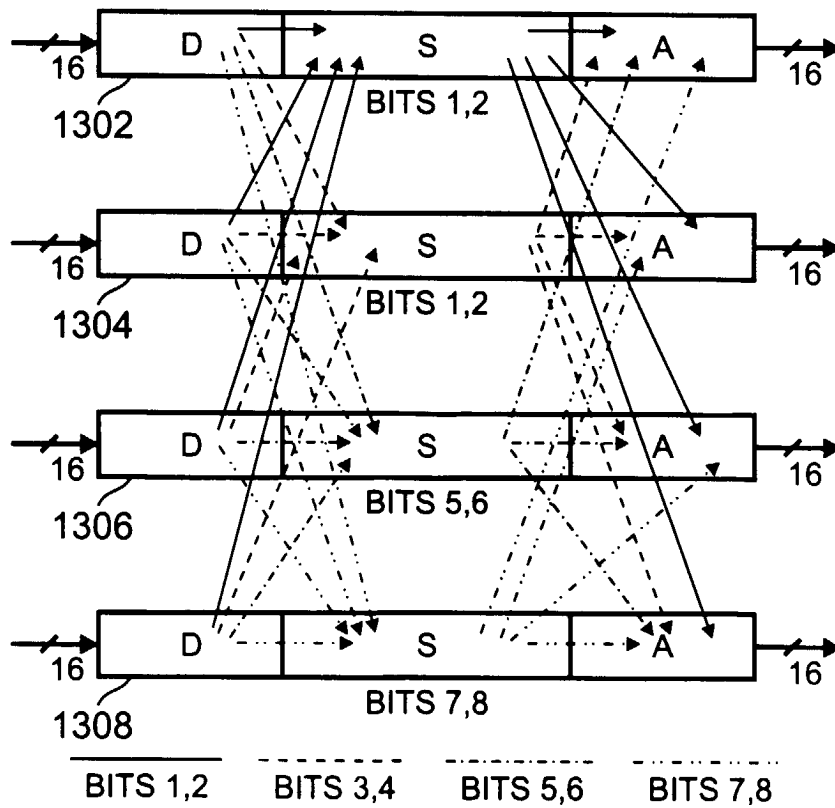 D S A
16 16
1302 BITS 1,2
D S A
16 16
1304 BITS 1,2
D S A
16 16
1306 BITS 5,6
D S A
16 16
1308 BITS 7,8
BITS 1,2 BITS 3,4 BITS 5,6 BITS 7,8